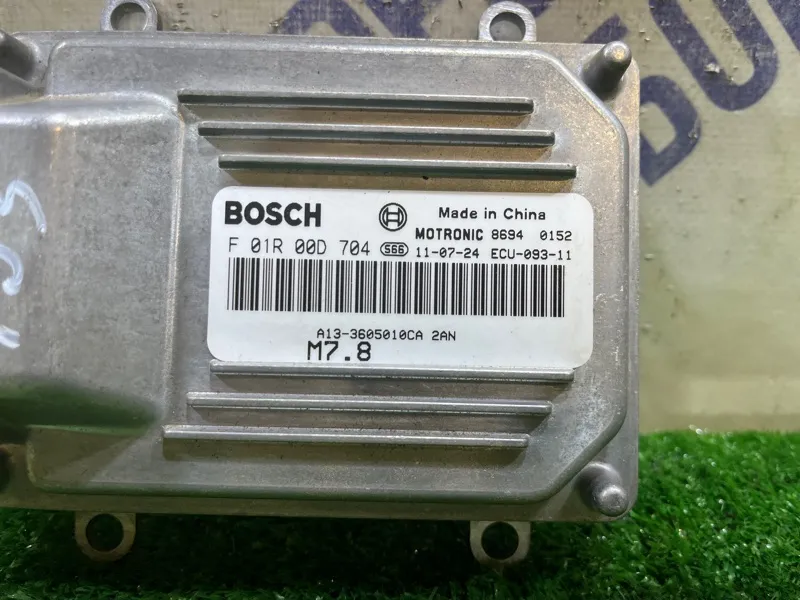 BOSCH Made in China
MOTRONIC 8694 0152
F 01R 00D 704 S6S 11-07-24 ECU-093-11
A13-3605010CA 2AN
M7.8